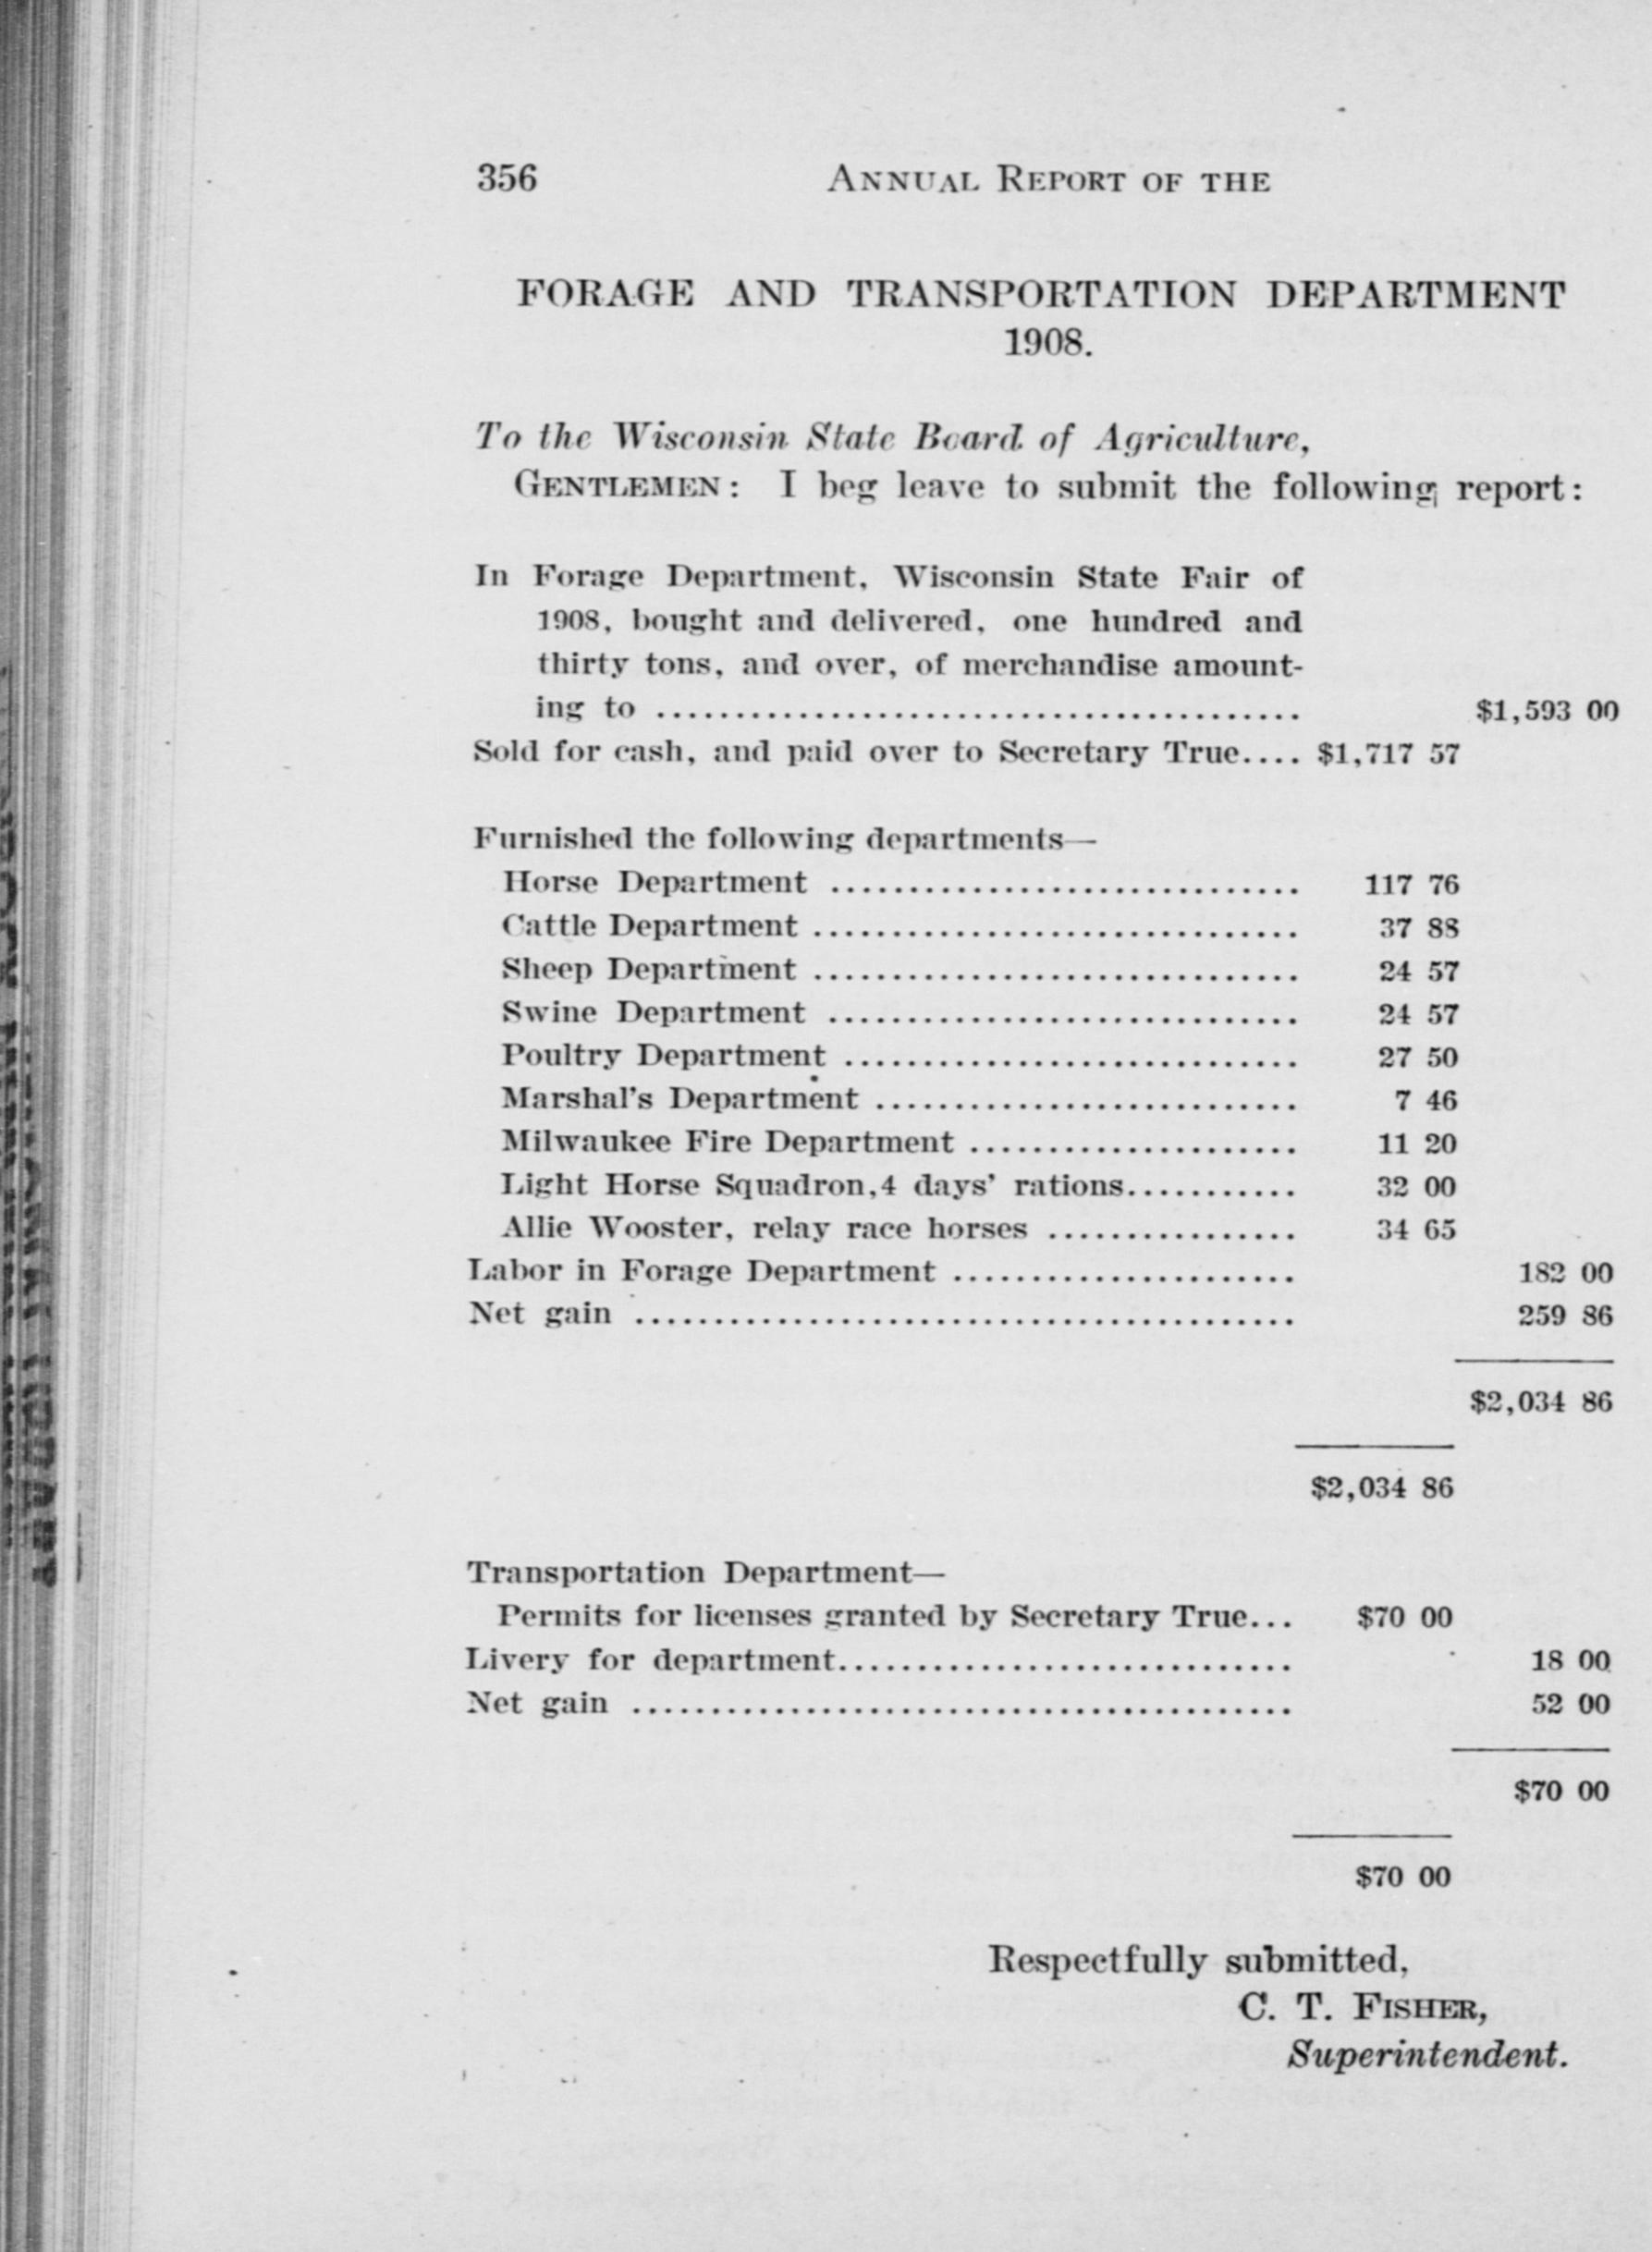 356 ANNUAL REPORT OF THE
FORAGE AND TRANSPORTATION DEPARTMENT
1908.
To the Wisconsin State Board of Agriculture,
GENTLEMEN: I beg leave to submit the following report:
In Forage Department, Wisconsin State Fair of
1908, bought and delivered, one hundred and
thirty tons, and over, of merchandise amount-
ing to ........................................ $1,593 00
Sold for cash, and paid over to Secretary True.... $1,717 57
Furnished the following departments—
Horse Department .............................. 117 76
Cattle Department ............................... 37 88
Sheep Department ............................... 24 57
Swine Department .............................. 24 57
Poultry Department ............................. 27 50
Marshal's Department ........................... 7 46
Milwaukee Fire Department ..................... 11 20
Light Horse Squadron, 4 days' rations........... 32 00
Allie Wooster, relay race horses ................ 34 65
Labor in Forage Department ...................... 182 00
Net gain .......................................... 259 86
$2,034 86
$2,034 86
Transportation Department—
Permits for licenses granted by Secretary True... $70 00
Livery for department............................. 18 00
Net gain .......................................... 52 00
$70 00
$70 00
Respectfully submitted,
C. T. FISHER,
Superintendent.